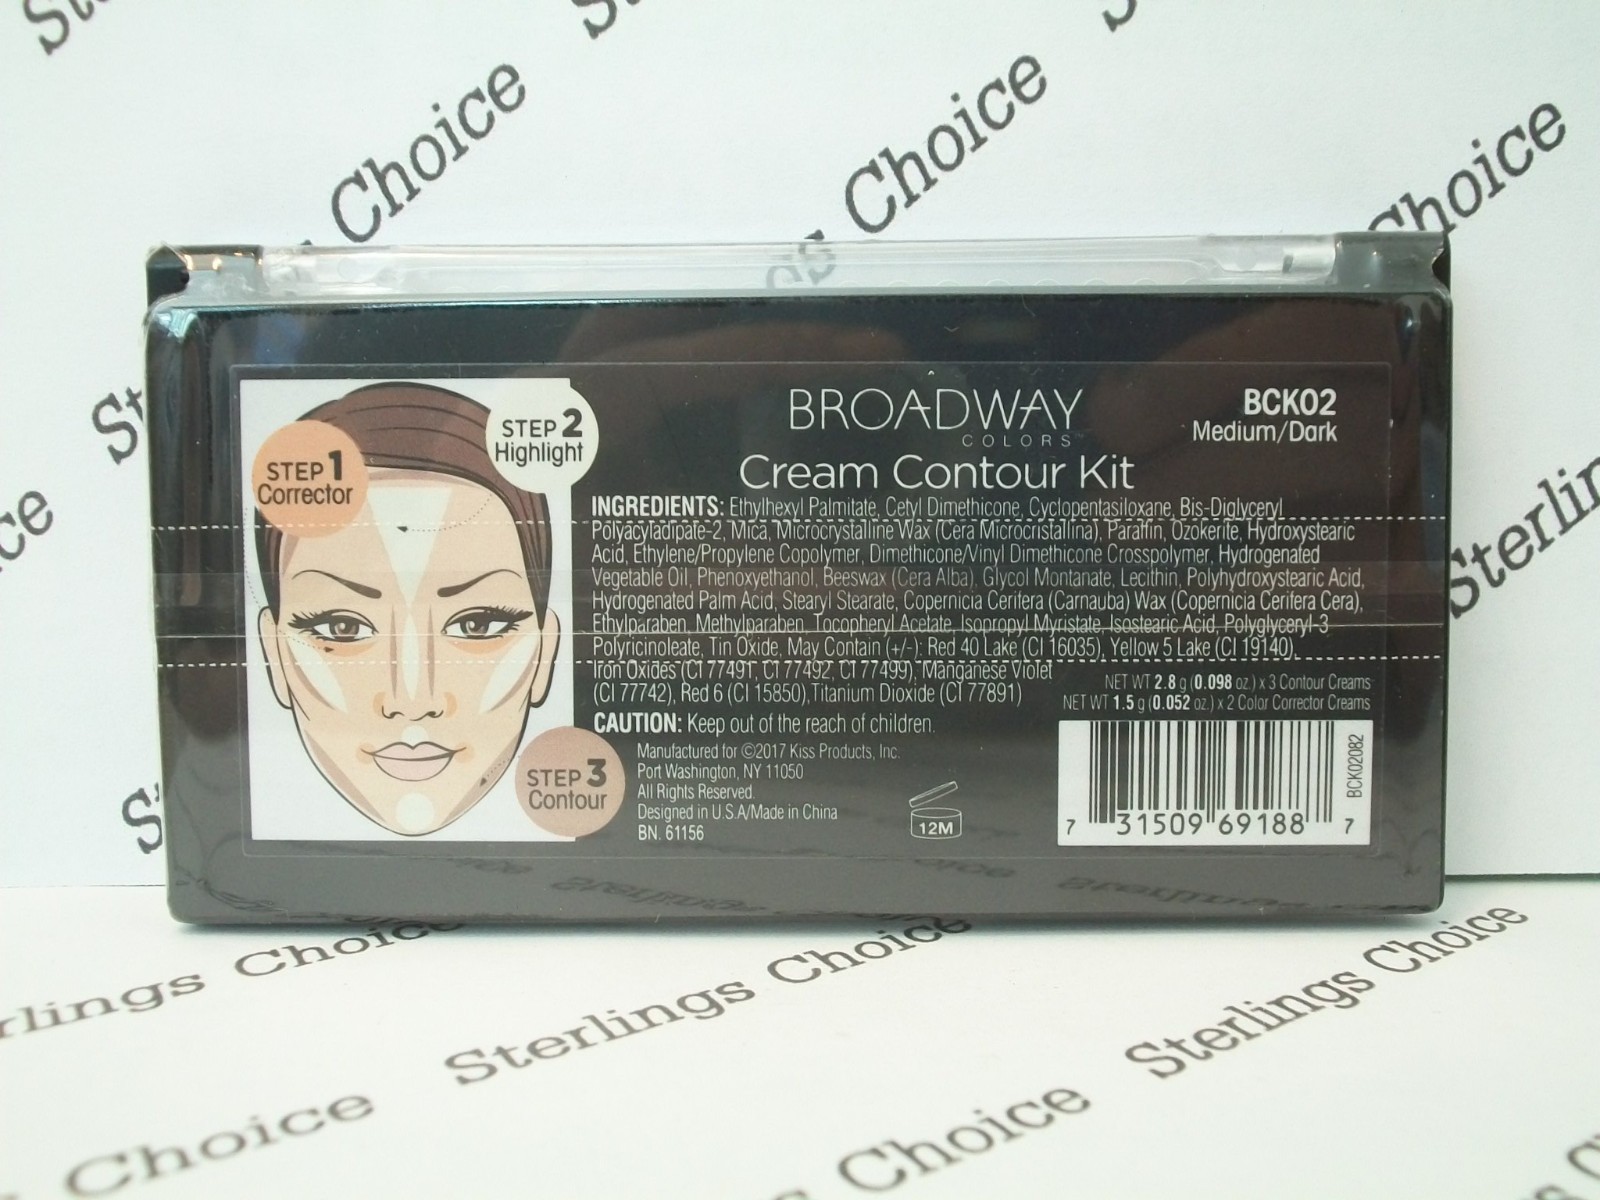 Choice
Choice
Choice
Sterlings
BROADWAY
COLORS™
Cream Contour Kit
BCK02
Medium/Dark
STEP 1
Corrector
STEP 2
Highlight
STEP 3
Contour
INGREDIENTS: Ethylhexyl Palmitate, Cetyl Dimethicone, Cyclopentasiloxane, Bis-Diglyceryl
Polyacyladipate-2, Mica, Microcrystalline Wax (Cera Microcristallina), Paraffin, Ozokerite, Hydroxystearic
Acid, Ethylene/Propylene Copolymer, Dimethicone/Vinyl Dimethicone Crosspolymer, Hydrogenated
Vegetable Oil, Phenoxyethanol, Beeswax (Cera Alba), Glycol Montanate, Lecithin, Polyhydroxystearic Acid,
Hydrogenated Palm Acid, Stearyl Stearate, Copernicia Cerifera (Carnauba) Wax (Copernicia Cerifera Cera),
Ethylparaben, Methylparaben, Tocopheryl Acetate, Isopropyl Myristate, Isostearic Acid, Polyglyceryl-3
Polyricinoleate, Tin Oxide, May Contain (+/-): Red 40 Lake (CI 16035), Yellow 5 Lake (CI 19140),
Iron Oxides (CI 77491, CI 77492, CI 77499), Manganese Violet
(CI 77742), Red 6 (CI 15850), Titanium Dioxide (CI 77891)
NET WT 2.8 g (0.098 oz.) x 3 Contour Creams
NET WT 1.5 g (0.052 oz.) x 2 Color Corrector Creams
CAUTION: Keep out of the reach of children.
Manufactured for ©2017 Kiss Products, Inc.
Port Washington, NY 11050
All Rights Reserved.
Designed in U.S.A/Made in China
BN. 61156
12M
7 31509 69188 7
BCK02082
Sterlings Choice
Sterlings Choice
Choice
Choice